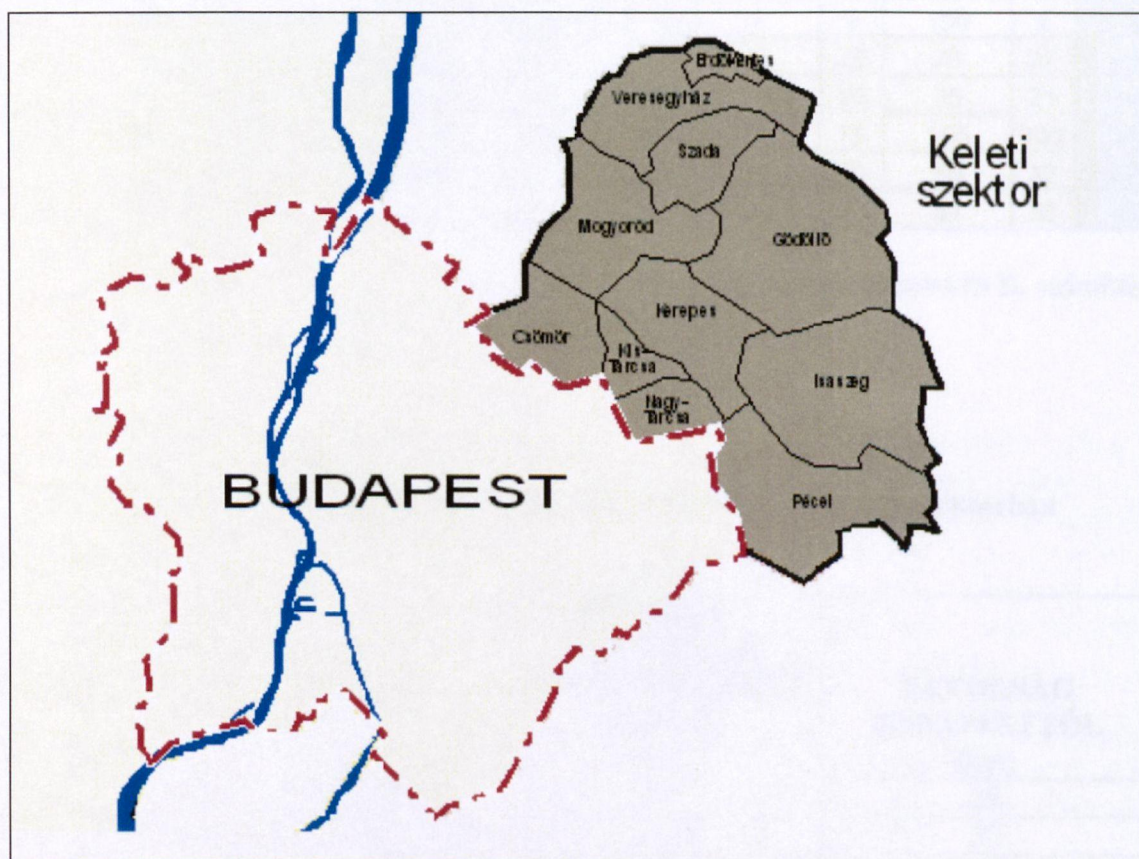 Erdőkertes
Veresegyház
Szada
Keleti
szektor
Mogyoród
Gödöllő
Kerepes
Csömör
Kis-
Tarcsa
Isaszeg
Nagy-
Tarcsa
BUDAPEST
Pécel